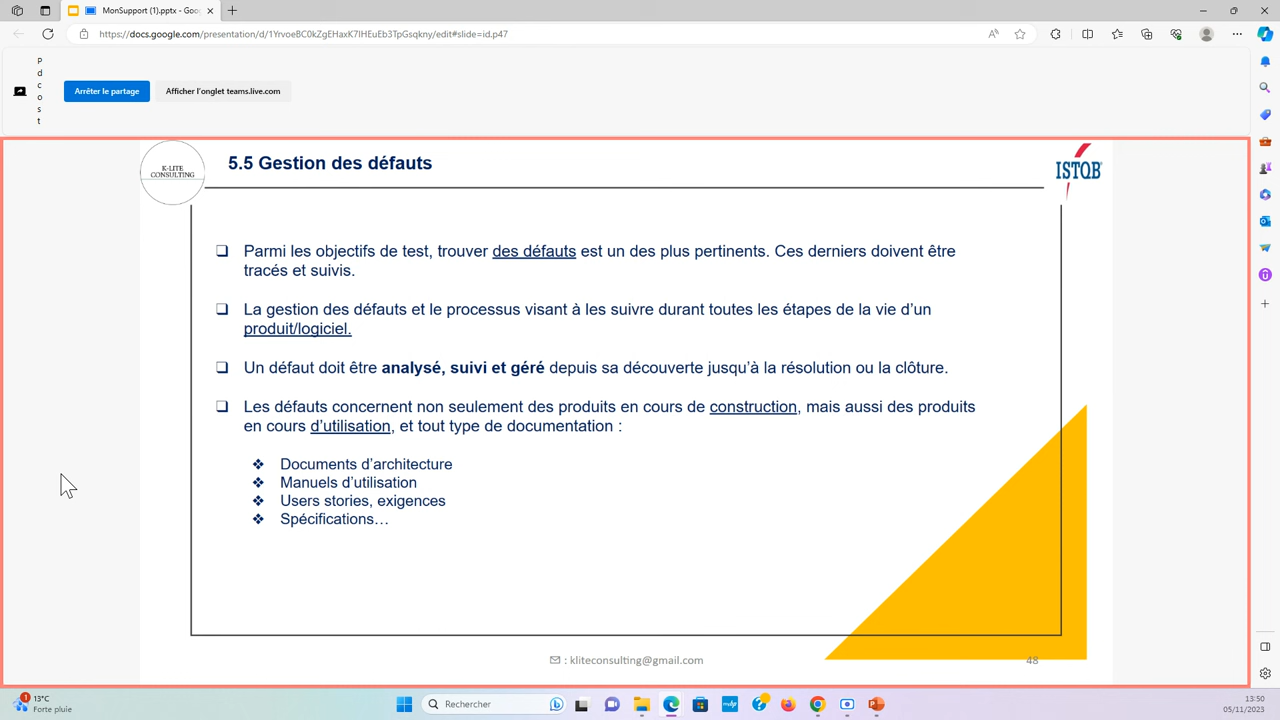 MonSupport (1).pptx - Goo
https://docs.google.com/presentation/d/1YrvoeBC0kZgEHaxK7IHEuEb3TpGsqkny/edit#slide=id.p47
P
d
c
o
s
t
Arrêter le partage
Afficher l'onglet teams.live.com
K-LITE
CONSULTING
5.5 Gestion des défauts
ISTQB
Parmi les objectifs de test, trouver des défauts est un des plus pertinents. Ces derniers doivent être
tracés et suivis.
La gestion des défauts et le processus visant à les suivre durant toutes les étapes de la vie d'un
produit/logiciel.
Un défaut doit être analysé, suivi et géré depuis sa découverte jusqu'à la résolution ou la clôture.
Les défauts concernent non seulement des produits en cours de construction, mais aussi des produits
en cours d'utilisation, et tout type de documentation :
Documents d'architecture
Manuels d'utilisation
Users stories, exigences
Spécifications…
: kliteconsulting@gmail.com
48
1
13°C
Forte pluie
Rechercher
13:50
05/11/2023